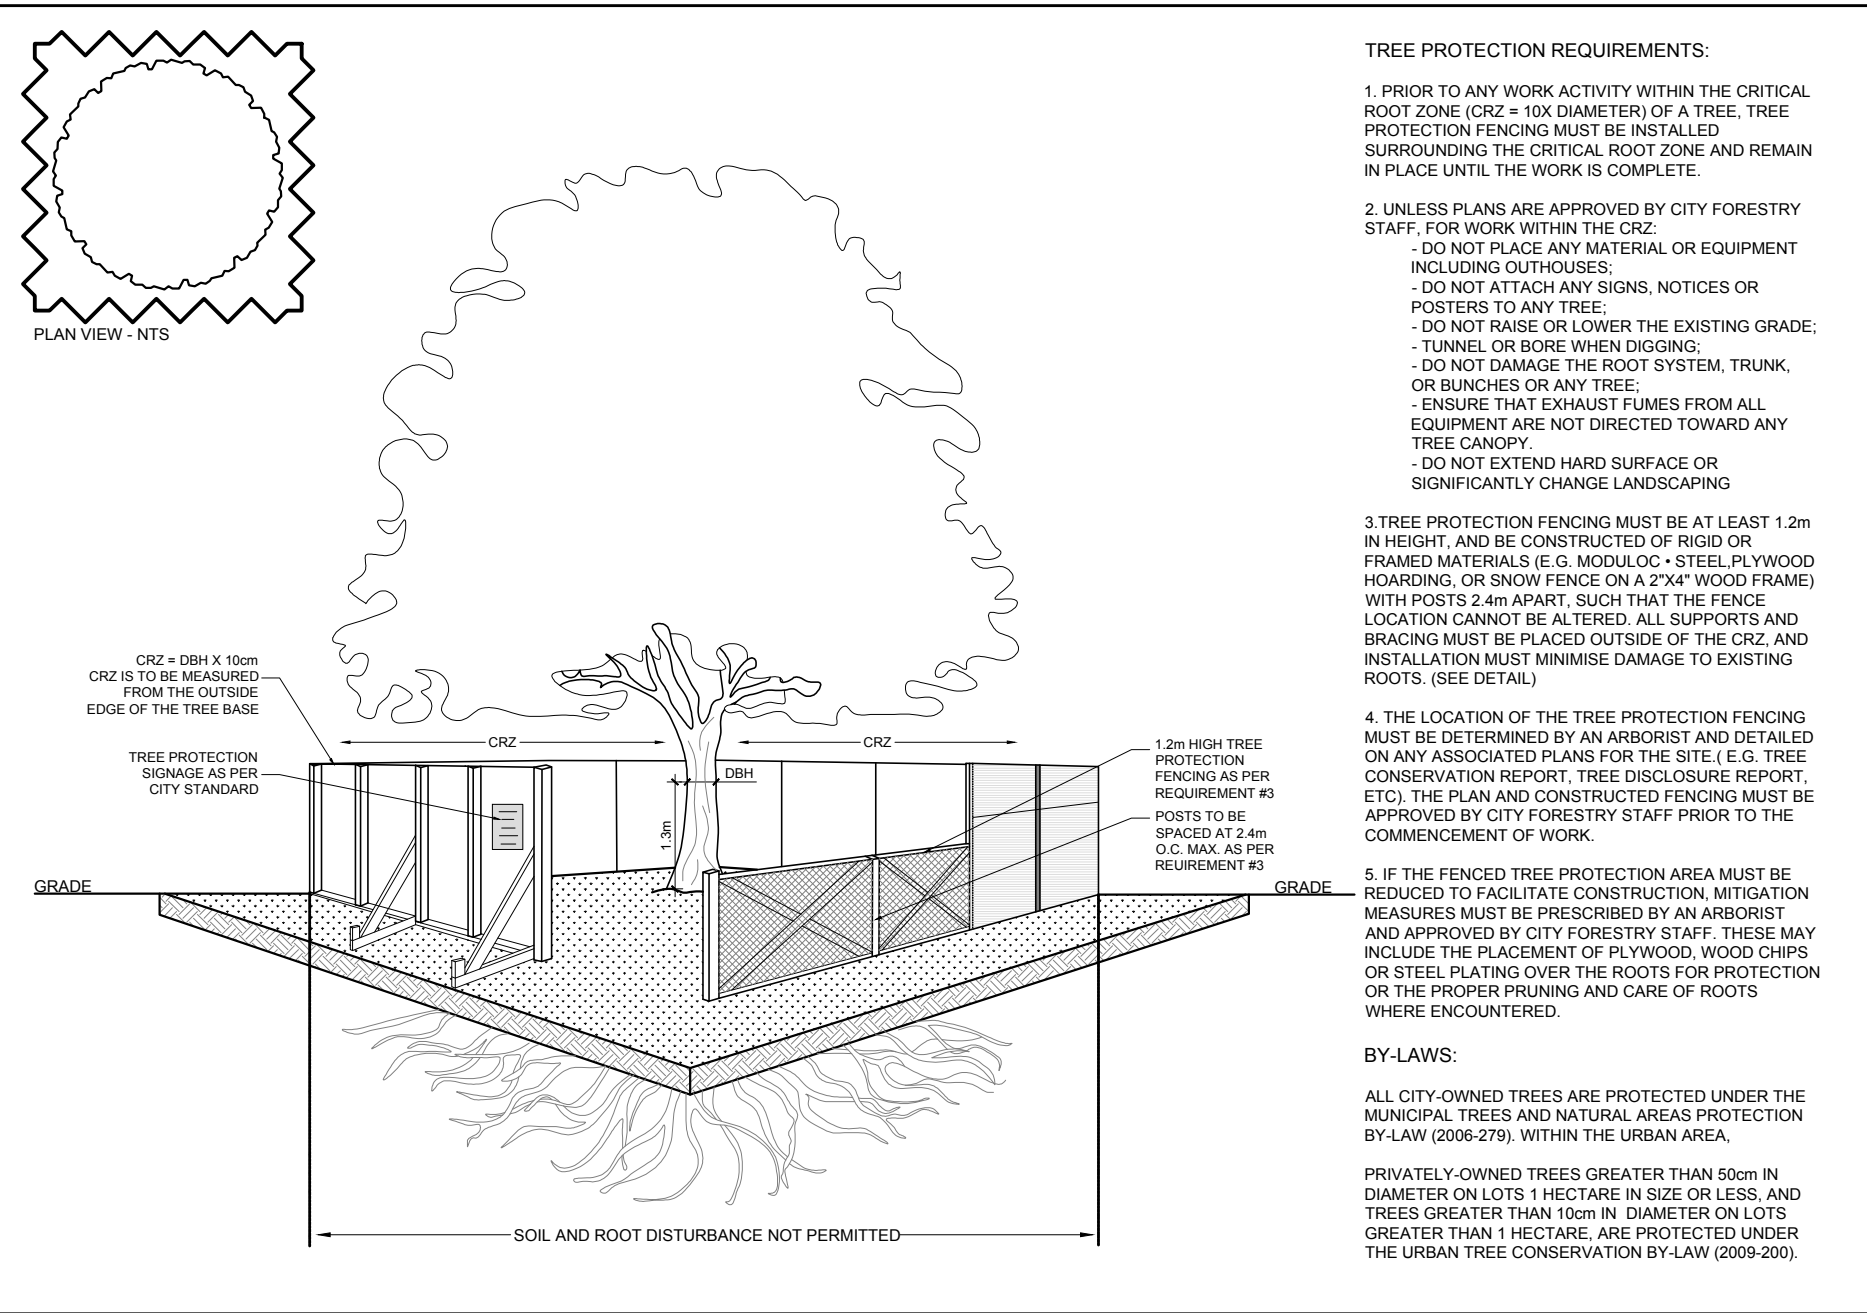 PLAN VIEW - NTS
CRZ = DBH X 10cm
CRZ IS TO BE MEASURED
FROM THE OUTSIDE
EDGE OF THE TREE BASE
TREE PROTECTION
SIGNAGE AS PER
CITY STANDARD
CRZ
CRZ
DBH
1.3m
1.2m HIGH TREE
PROTECTION
FENCING AS PER
REQUIREMENT #3
POSTS TO BE
SPACED AT 2.4m
O.C. MAX. AS PER
REUIREMENT #3
GRADE
GRADE
SOIL AND ROOT DISTURBANCE NOT PERMITTED
TREE PROTECTION REQUIREMENTS:
1. PRIOR TO ANY WORK ACTIVITY WITHIN THE CRITICAL
ROOT ZONE (CRZ = 10X DIAMETER) OF A TREE, TREE
PROTECTION FENCING MUST BE INSTALLED
SURROUNDING THE CRITICAL ROOT ZONE AND REMAIN
IN PLACE UNTIL THE WORK IS COMPLETE.
2. UNLESS PLANS ARE APPROVED BY CITY FORESTRY
STAFF, FOR WORK WITHIN THE CRZ:
- DO NOT PLACE ANY MATERIAL OR EQUIPMENT
INCLUDING OUTHOUSES;
- DO NOT ATTACH ANY SIGNS, NOTICES OR
POSTERS TO ANY TREE;
- DO NOT RAISE OR LOWER THE EXISTING GRADE;
- TUNNEL OR BORE WHEN DIGGING;
- DO NOT DAMAGE THE ROOT SYSTEM, TRUNK,
OR BUNCHES OR ANY TREE;
- ENSURE THAT EXHAUST FUMES FROM ALL
EQUIPMENT ARE NOT DIRECTED TOWARD ANY
TREE CANOPY.
- DO NOT EXTEND HARD SURFACE OR
SIGNIFICANTLY CHANGE LANDSCAPING
3.TREE PROTECTION FENCING MUST BE AT LEAST 1.2m
IN HEIGHT, AND BE CONSTRUCTED OF RIGID OR
FRAMED MATERIALS (E.G. MODULOC • STEEL,PLYWOOD
HOARDING, OR SNOW FENCE ON A 2"X4" WOOD FRAME)
WITH POSTS 2.4m APART, SUCH THAT THE FENCE
LOCATION CANNOT BE ALTERED. ALL SUPPORTS AND
BRACING MUST BE PLACED OUTSIDE OF THE CRZ, AND
INSTALLATION MUST MINIMISE DAMAGE TO EXISTING
ROOTS. (SEE DETAIL)
4. THE LOCATION OF THE TREE PROTECTION FENCING
MUST BE DETERMINED BY AN ARBORIST AND DETAILED
ON ANY ASSOCIATED PLANS FOR THE SITE.( E.G. TREE
CONSERVATION REPORT, TREE DISCLOSURE REPORT,
ETC). THE PLAN AND CONSTRUCTED FENCING MUST BE
APPROVED BY CITY FORESTRY STAFF PRIOR TO THE
COMMENCEMENT OF WORK.
5. IF THE FENCED TREE PROTECTION AREA MUST BE
REDUCED TO FACILITATE CONSTRUCTION, MITIGATION
MEASURES MUST BE PRESCRIBED BY AN ARBORIST
AND APPROVED BY CITY FORESTRY STAFF. THESE MAY
INCLUDE THE PLACEMENT OF PLYWOOD, WOOD CHIPS
OR STEEL PLATING OVER THE ROOTS FOR PROTECTION
OR THE PROPER PRUNING AND CARE OF ROOTS
WHERE ENCOUNTERED.
BY-LAWS:
ALL CITY-OWNED TREES ARE PROTECTED UNDER THE
MUNICIPAL TREES AND NATURAL AREAS PROTECTION
BY-LAW (2006-279). WITHIN THE URBAN AREA,
PRIVATELY-OWNED TREES GREATER THAN 50cm IN
DIAMETER ON LOTS 1 HECTARE IN SIZE OR LESS, AND
TREES GREATER THAN 10cm IN DIAMETER ON LOTS
GREATER THAN 1 HECTARE, ARE PROTECTED UNDER
THE URBAN TREE CONSERVATION BY-LAW (2009-200).